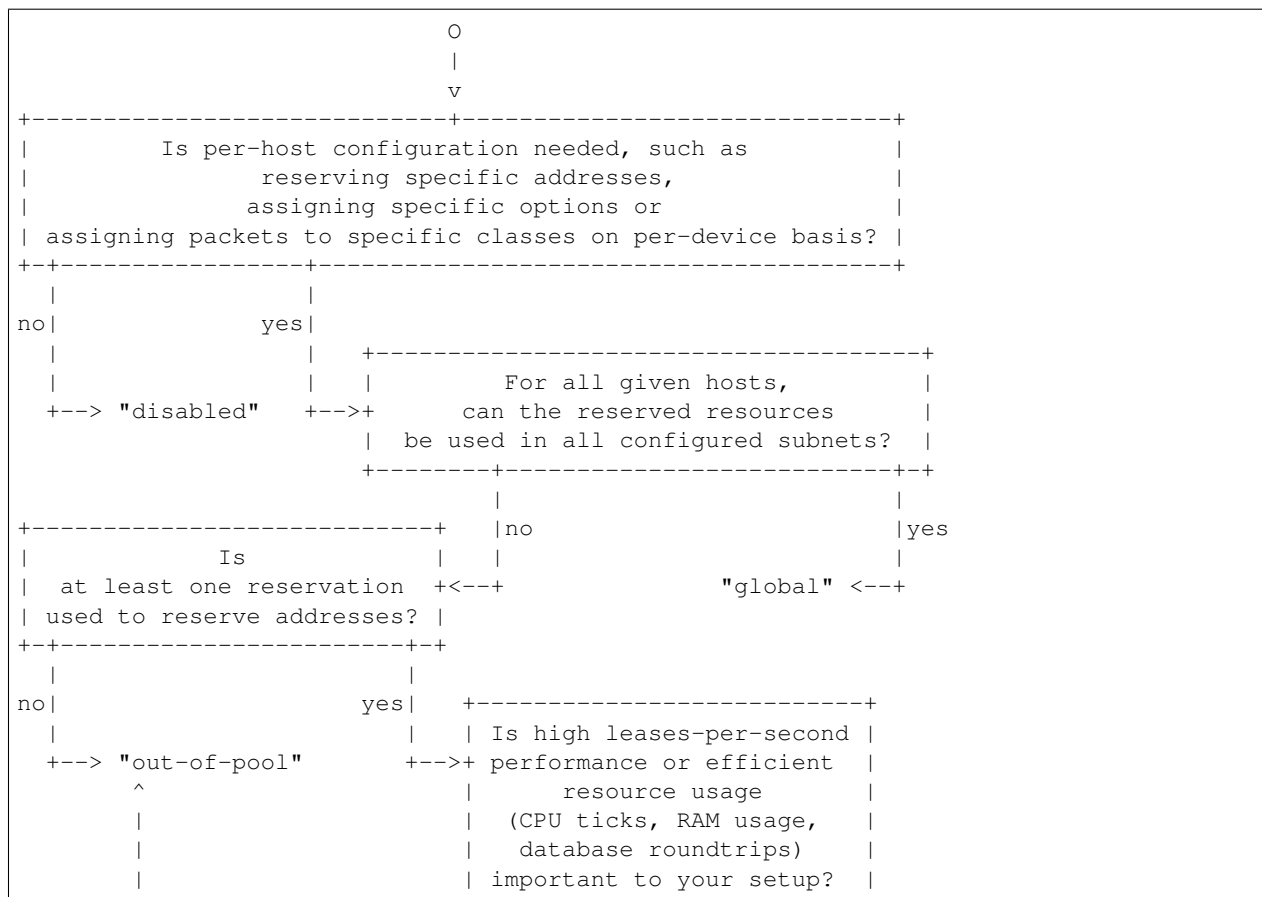 O
                              |
                              v
+-----------------------------+------------------------------+
|         Is per-host configuration needed, such as          |
|                reserving specific addresses,               |
|               assigning specific options or                |
| assigning packets to specific classes on per-device basis? |
+-+-----------------+----------------------------------------+
  |                 |
no|              yes|
  |                 |   +--------------------------------------+
  |                 |   |         For all given hosts,         |
  +--> "disabled"   +-->+      can the reserved resources      |
                        |  be used in all configured subnets?  |
                        +--------+---------------------------+-+
                                 |                           |
+----------------------------+   |no                         |yes
|             Is             |   |                           |
|  at least one reservation  +<--+               "global" <--+
| used to reserve addresses? |
+-+------------------------+-+
  |                        |
no|                     yes|   +---------------------------+
  |                        |   | Is high leases-per-second |
  +--> "out-of-pool"       +-->+ performance or efficient  |
        ^                      |      resource usage       |
        |                      |  (CPU ticks, RAM usage,   |
        |                      |   database roundtrips)    |
        |                      | important to your setup?  |